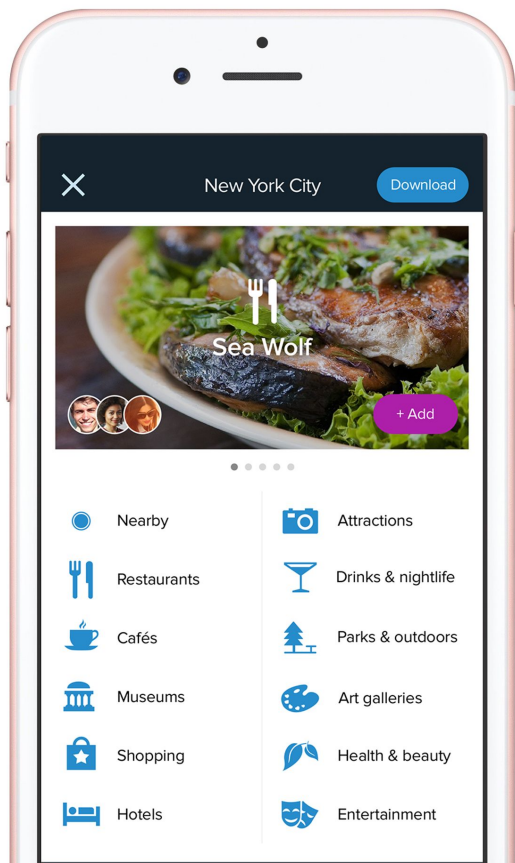 New York City
Download
Sea Wolf
+ Add
Nearby
Attractions
Restaurants
Drinks & nightlife
Cafés
Parks & outdoors
Museums
Art galleries
Shopping
Health & beauty
Hotels
Entertainment